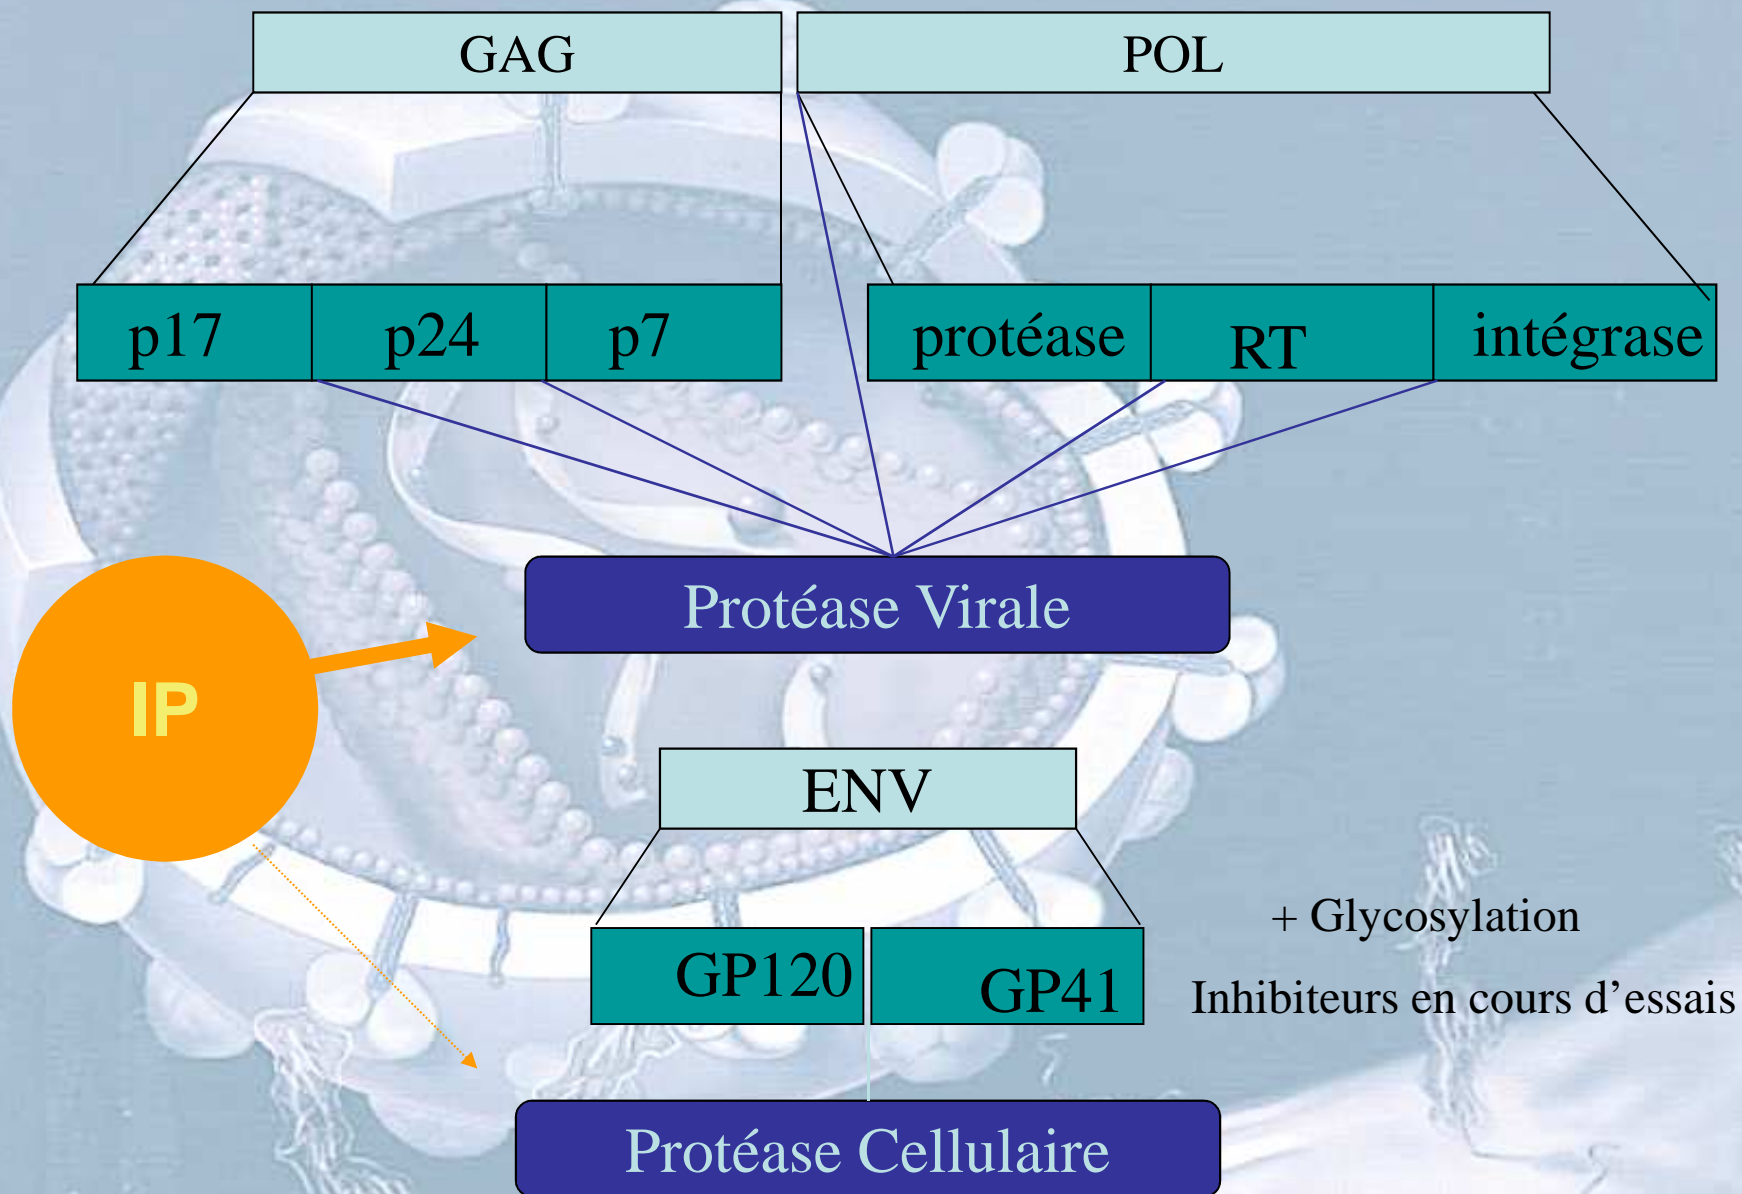 GAG
POL
p17
p24
p7
protéase
RT
intégrase
Protéase Virale
IP
ENV
+ Glycosylation
GP120
GP41
Inhibiteurs en cours d’essais
Protéase Cellulaire